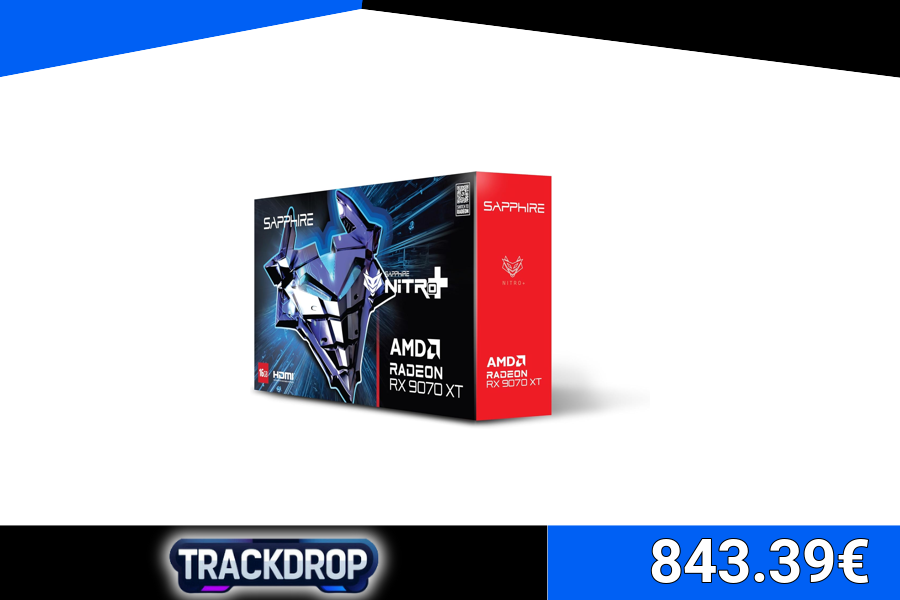 SAPPHIRE
SAPPHIRE
NITRO+
AMD
RADEON
RX 9070 XT
16GB HDMI
SAPPHIRE
NITRO+
AMD
RADEON
RX 9070 XT
TRACKDROP
843.39€